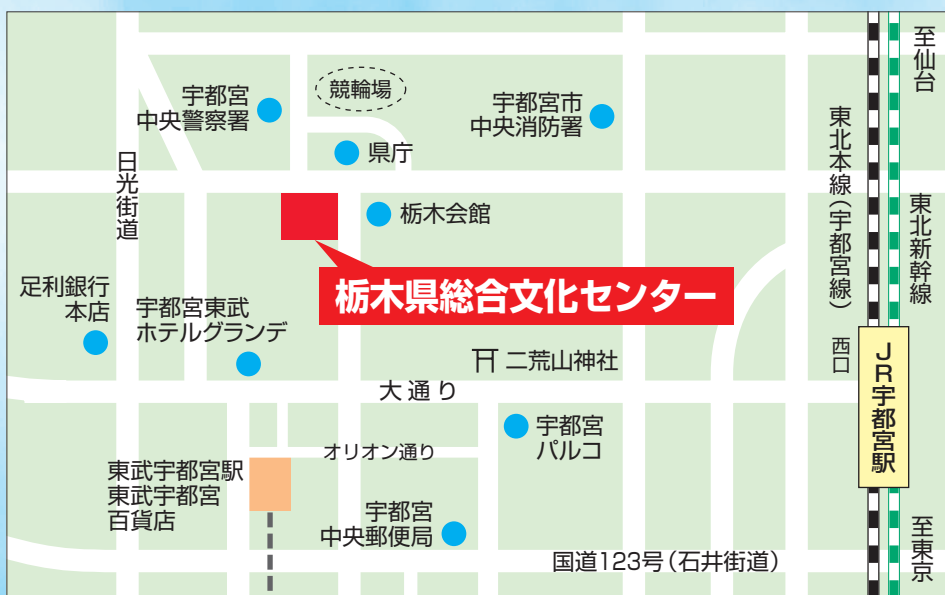 競輪場
宇都宮
中央警察署
宇都宮市
中央消防署
県庁
日光街道
栃木会館
栃木県総合文化センター
足利銀行
本店
宇都宮東武
ホテルグランデ
二荒山神社
大通り
宇都宮
パルコ
オリオン通り
東武宇都宮駅
東武宇都宮
百貨店
宇都宮
中央郵便局
国道123号（石井街道）
至仙台
東北本線（宇都宮線）
東北新幹線
西口
JR宇都宮駅
至東京